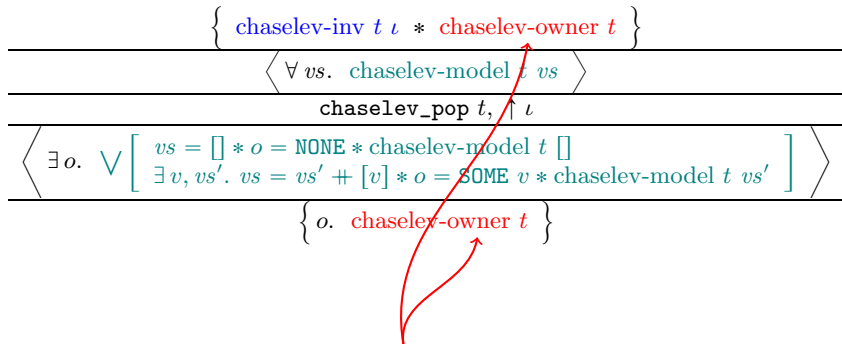 { chaselev-inv t ι * chaselev-owner t }
⟨ ∀ vs. chaselev-model t vs ⟩
chaselev_pop t, ↑ ι
⟨ ∃ o. ⋁ [ vs = [] * o = NONE * chaselev-model t []
∃ v, vs′. vs = vs′ ++ [v] * o = SOME v * chaselev-model t vs′ ] ⟩
{ o. chaselev-owner t }